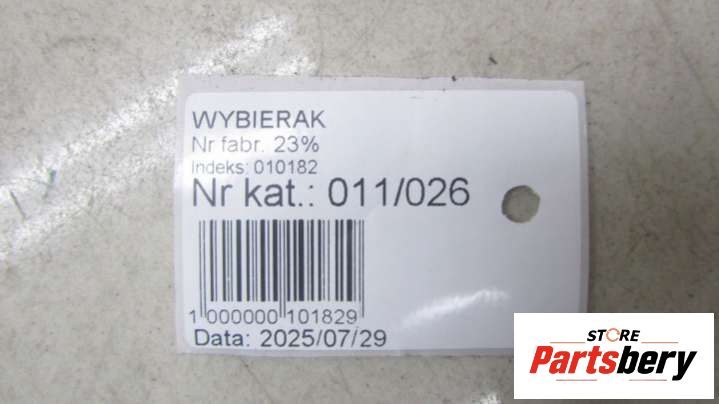 WYBIERAK
Nr fabr. 23%
Indeks: 010182
Nr kat.: 011/026
1 000000 101829
Data: 2025/07/29
STORE
Partsbery